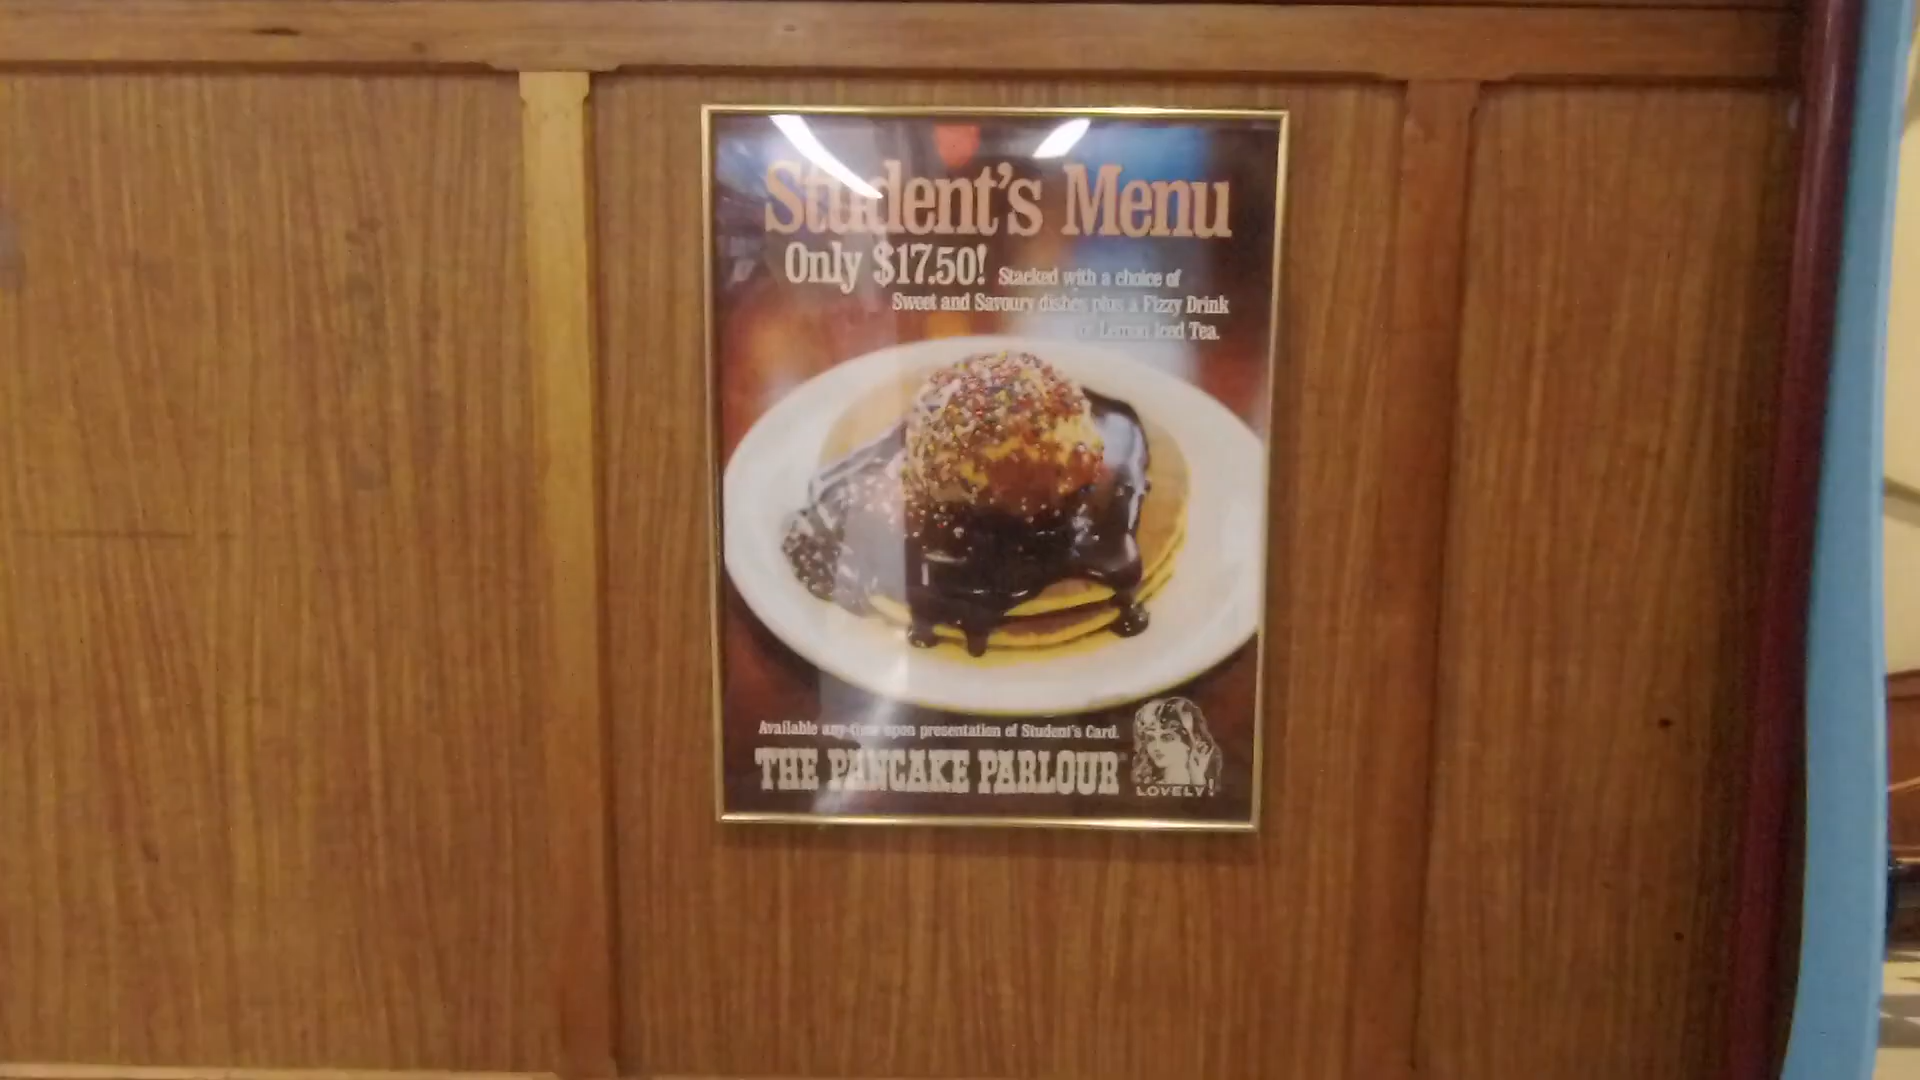 Student's Menu
Only $17.50! Stacked with a choice of
Sweet and Savoury dishes plus a Fizzy Drink
or Lemon Iced Tea.
Available any-time upon presentation of Student's Card.
THE PANCAKE PARLOUR
LOVELY!